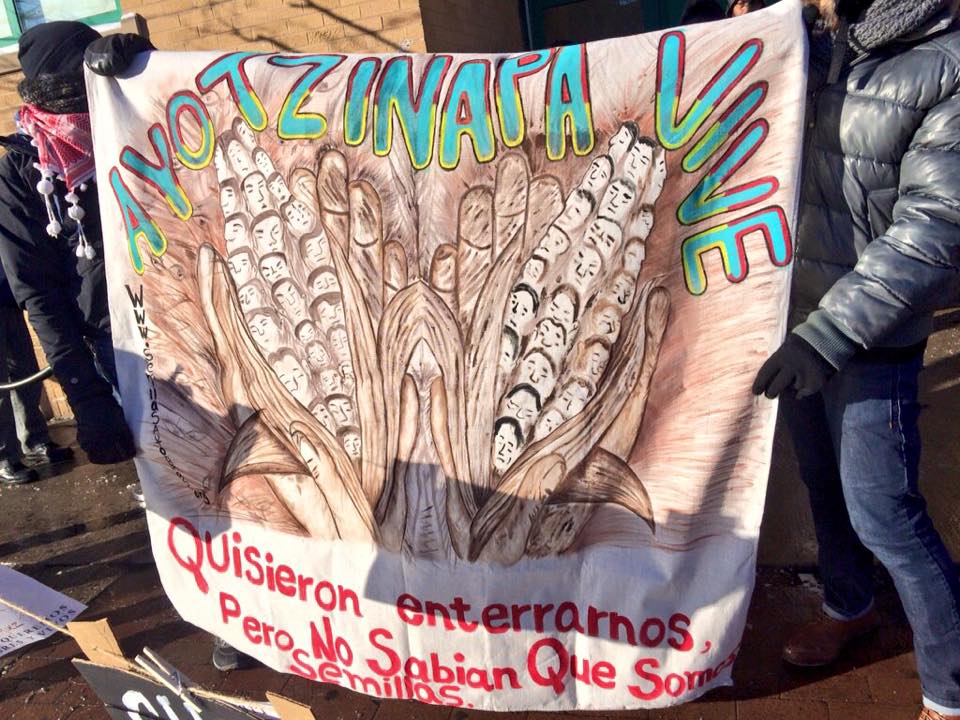 AYOTZINAPA VIVE
Quisieron enterrarnos,
Pero No Sabian Que Somos
Semillas.